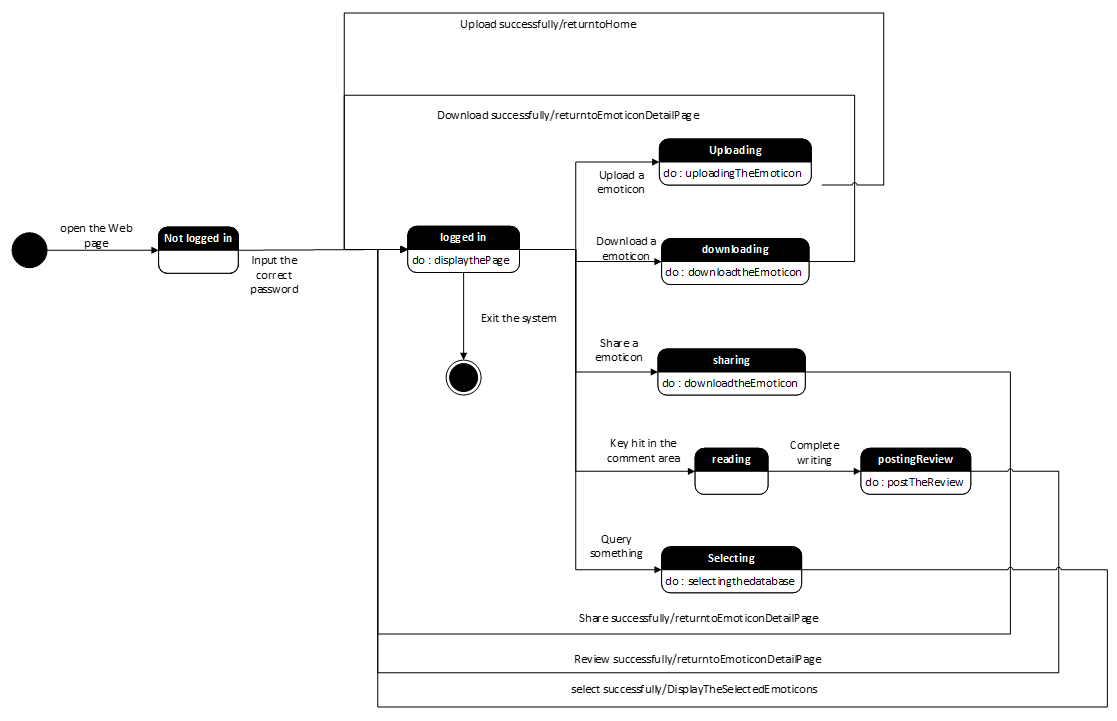 Upload successfully/returntoHome
Download successfully/returntoEmoticonDetailPage
Uploading
do : uploadingTheEmoticon
Upload a
emoticon
open the Web
page
Not logged in
Input the
correct
password
logged in
do : displaythePage
Download a
emoticon
downloading
do : downloadtheEmoticon
Exit the system
Share a
emoticon
sharing
do : downloadtheEmoticon
Key hit in the
comment area
reading
Complete
writing
postingReview
do : postTheReview
Query
something
Selecting
do : selectingthedatabase
Share successfully/returntoEmoticonDetailPage
Review successfully/returntoEmoticonDetailPage
select successfully/DisplayTheSelectedEmoticons